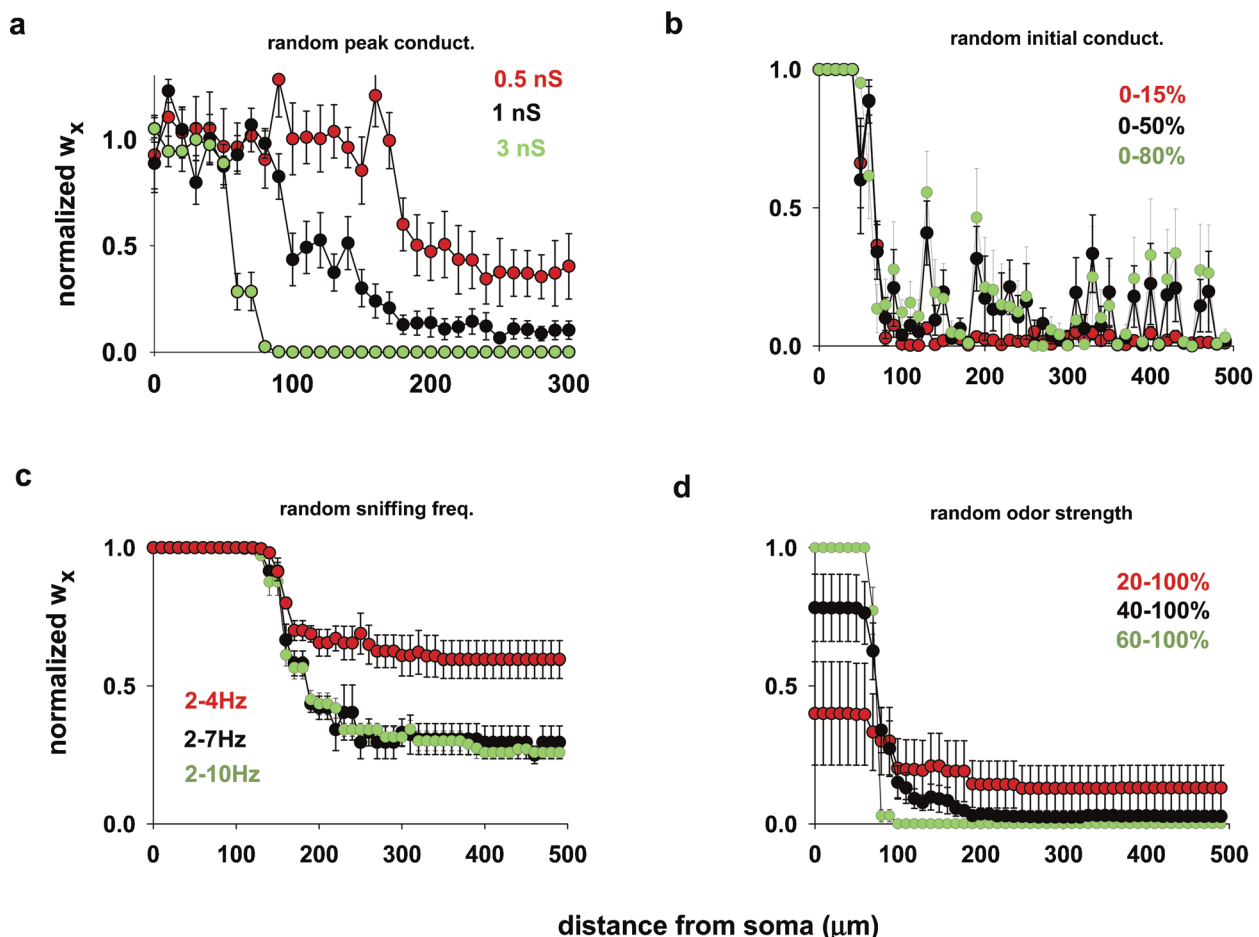 a
random peak conduct.
0.5 nS
1 nS
3 nS
normalized wx
1.0
0.5
0.0
0 100 200 300
b
random initial conduct.
0-15%
0-50%
0-80%
1.0
0.5
0
0 100 200 300 400 500
c
random sniffing freq.
normalized wx
1.0
0.5
0.0
2-4Hz
2-7Hz
2-10Hz
0 100 200 300 400 500
d
random odor strength
20-100%
40-100%
60-100%
1.0
0.5
0.0
0 100 200 300 400 500
distance from soma (μm)